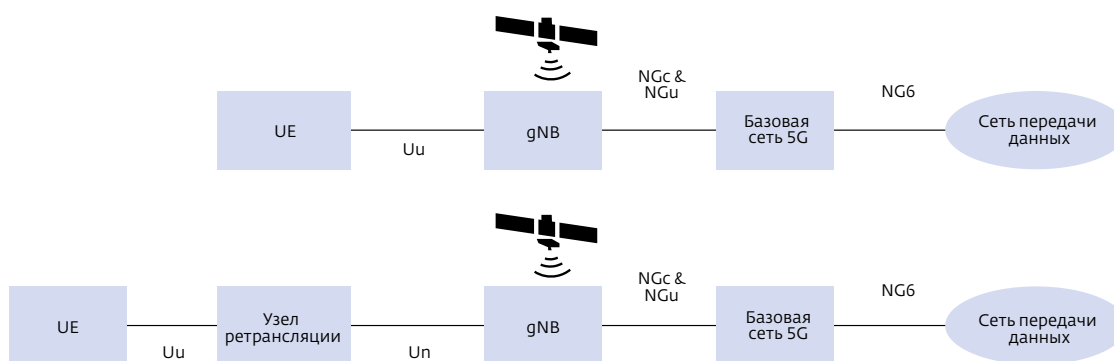 NGc &
NGu
NG6
UE
Uu
gNB
Базовая
сеть 5G
Сеть передачи
данных
NGc &
NGu
NG6
UE
Uu
Узел
ретрансляции
Un
gNB
Базовая
сеть 5G
Сеть передачи
данных